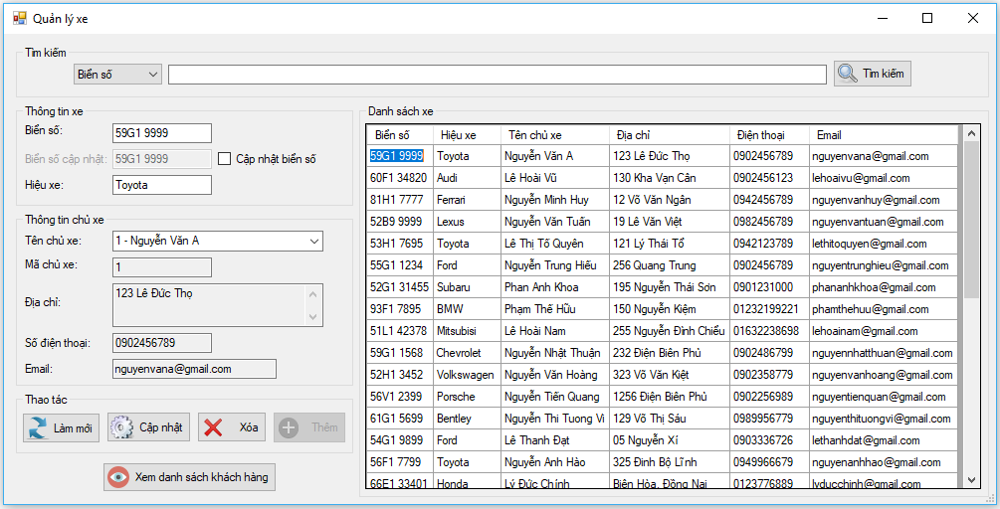 Quản lý xe
Tìm kiếm
Biển số
Tìm kiếm
Thông tin xe
Biển số: 59G1 9999
Biển số cập nhật: 59G1 9999 Cập nhật biển số
Hiệu xe: Toyota
Thông tin chủ xe
Tên chủ xe: 1 - Nguyễn Văn A
Mã chủ xe: 1
Địa chỉ: 123 Lê Đức Thọ
Số điện thoại: 0902456789
Email: nguyenvana@gmail.com
Thao tác
Làm mới Cập nhật Xóa Thêm
Xem danh sách khách hàng
Danh sách xe
Biển số Hiệu xe Tên chủ xe Địa chỉ Điện thoại Email
59G1 9999 Toyota Nguyễn Văn A 123 Lê Đức Thọ 0902456789 nguyenvana@gmail.com
60F1 34820 Audi Lê Hoài Vũ 130 Kha Vạn Cân 0902456123 lehoaivu@gmail.com
81H1 7777 Ferrari Nguyễn Minh Huy 12 Võ Văn Ngân 0942456789 nguyenvanhuy@gmail.com
52B9 9999 Lexus Nguyễn Văn Tuấn 19 Lê Văn Việt 0982456789 nguyenvantuan@gmail.com
53H1 7695 Toyota Lê Thị Tố Quyên 121 Lý Thái Tổ 0942123789 lethitoquyen@gmail.com
55G1 1234 Ford Nguyễn Trung Hiếu 256 Quang Trung 0902456789 nguyentrunghieu@gmail.com
52G1 31455 Subaru Phan Anh Khoa 195 Nguyễn Thái Sơn 0901231000 phananhkhoa@gmail.com
93F1 7895 BMW Phạm Thế Hữu 150 Nguyễn Kiệm 01232199221 phamthehuu@gmail.com
51L1 42378 Mitsubisi Lê Hoài Nam 255 Nguyễn Đình Chiểu 01632238698 lehoainam@gmail.com
59G1 1568 Chevrolet Nguyễn Nhật Thuận 232 Điện Biên Phủ 0902486799 nguyennhatthuan@gmail.com
52H1 3452 Volkswagen Nguyễn Văn Hoàng 323 Võ Văn Kiệt 0902358779 nguyenvanhoang@gmail.com
56V1 2399 Porsche Nguyễn Tiến Quang 1256 Điện Biên Phủ 0902256989 nguyentienquan@gmail.com
61G1 5699 Bentley Nguyễn Thi Tuong Vi 129 Võ Thị Sáu 0989956779 nguyenthituongvi@gmail.com
54G1 9899 Ford Lê Thanh Đạt 05 Nguyễn Xí 0903336726 lethanhdat@gmail.com
56F1 7799 Toyota Nguyễn Anh Hào 325 Đinh Bộ Lĩnh 0949966679 nguyenanhhao@gmail.com
66E1 33401 Honda Lý Đức Chính Biên Hòa, Đồng Nai 0123776889 lyducchinh@gmail.com